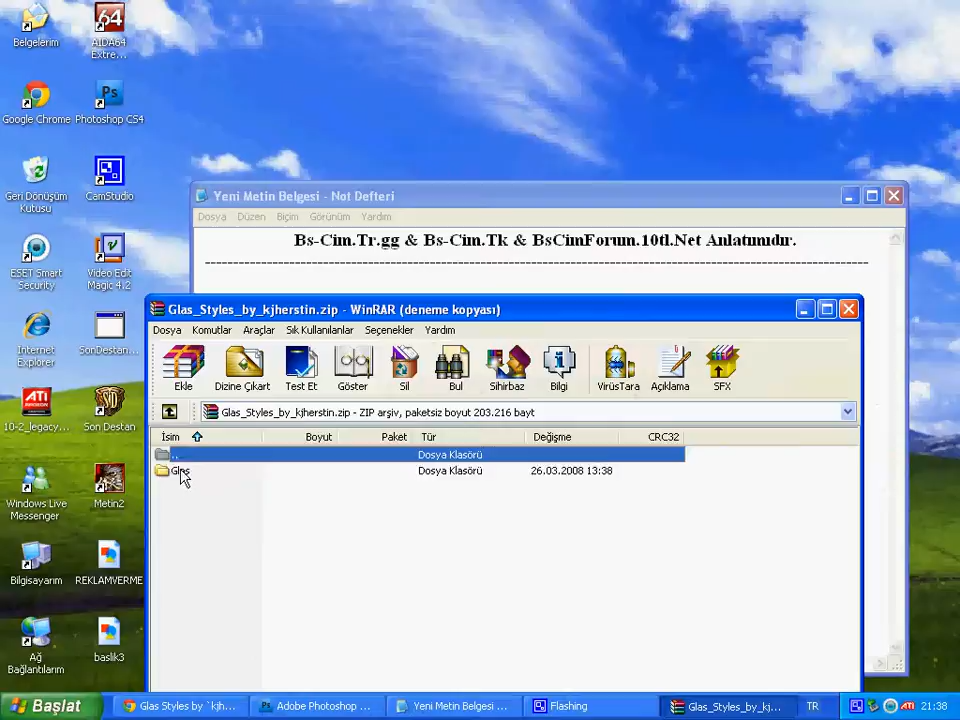 Belgelerim
AIDA64
Extre...
Google Chrome
Photoshop CS4
Geri Dönüşüm
Kutusu
CamStudio
ESET Smart
Security
Video Edit
Magic 4.2
Internet
Explorer
SonDestan...
10-2_legacy...
Son Destan
Windows Live
Messenger
Metin2
Bilgisayarım
REKLAMVERME
Ağ
Bağlantılarım
baslik3
Yeni Metin Belgesi - Not Defteri
Dosya Düzen Biçim Görünüm Yardım
Bs-Cim.Tr.gg & Bs-Cim.Tk & BsCimForum.10tl.Net Anlatımıdır.
Glas_Styles_by_kjherstin.zip - WinRAR (deneme kopyası)
Dosya Komutlar Araçlar Sık Kullanılanlar Seçenekler Yardım
Ekle Dizine Çıkart Test Et Göster Sil Bul Sihirbaz Bilgi VirüsTara Açıklama SFX
Glas_Styles_by_kjherstin.zip - ZIP arşiv, paketsiz boyut 203.216 bayt
İsim Boyut Paket Tür Değişme CRC32
.. Dosya Klasörü
Glas Dosya Klasörü 26.03.2008 13:38
Başlat
Glas Styles by `kjh...
Adobe Photoshop ...
Yeni Metin Belgesi ...
Flashing
Glas_Styles_by_kj...
TR
21:38